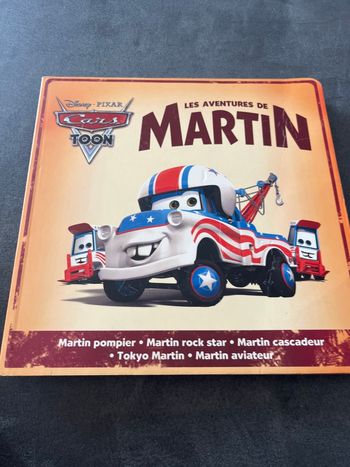 Disney · PIXAR
Cars
TOON
LES AVENTURES DE
MARTIN
Martin pompier • Martin rock star • Martin cascadeur
• Tokyo Martin • Martin aviateur